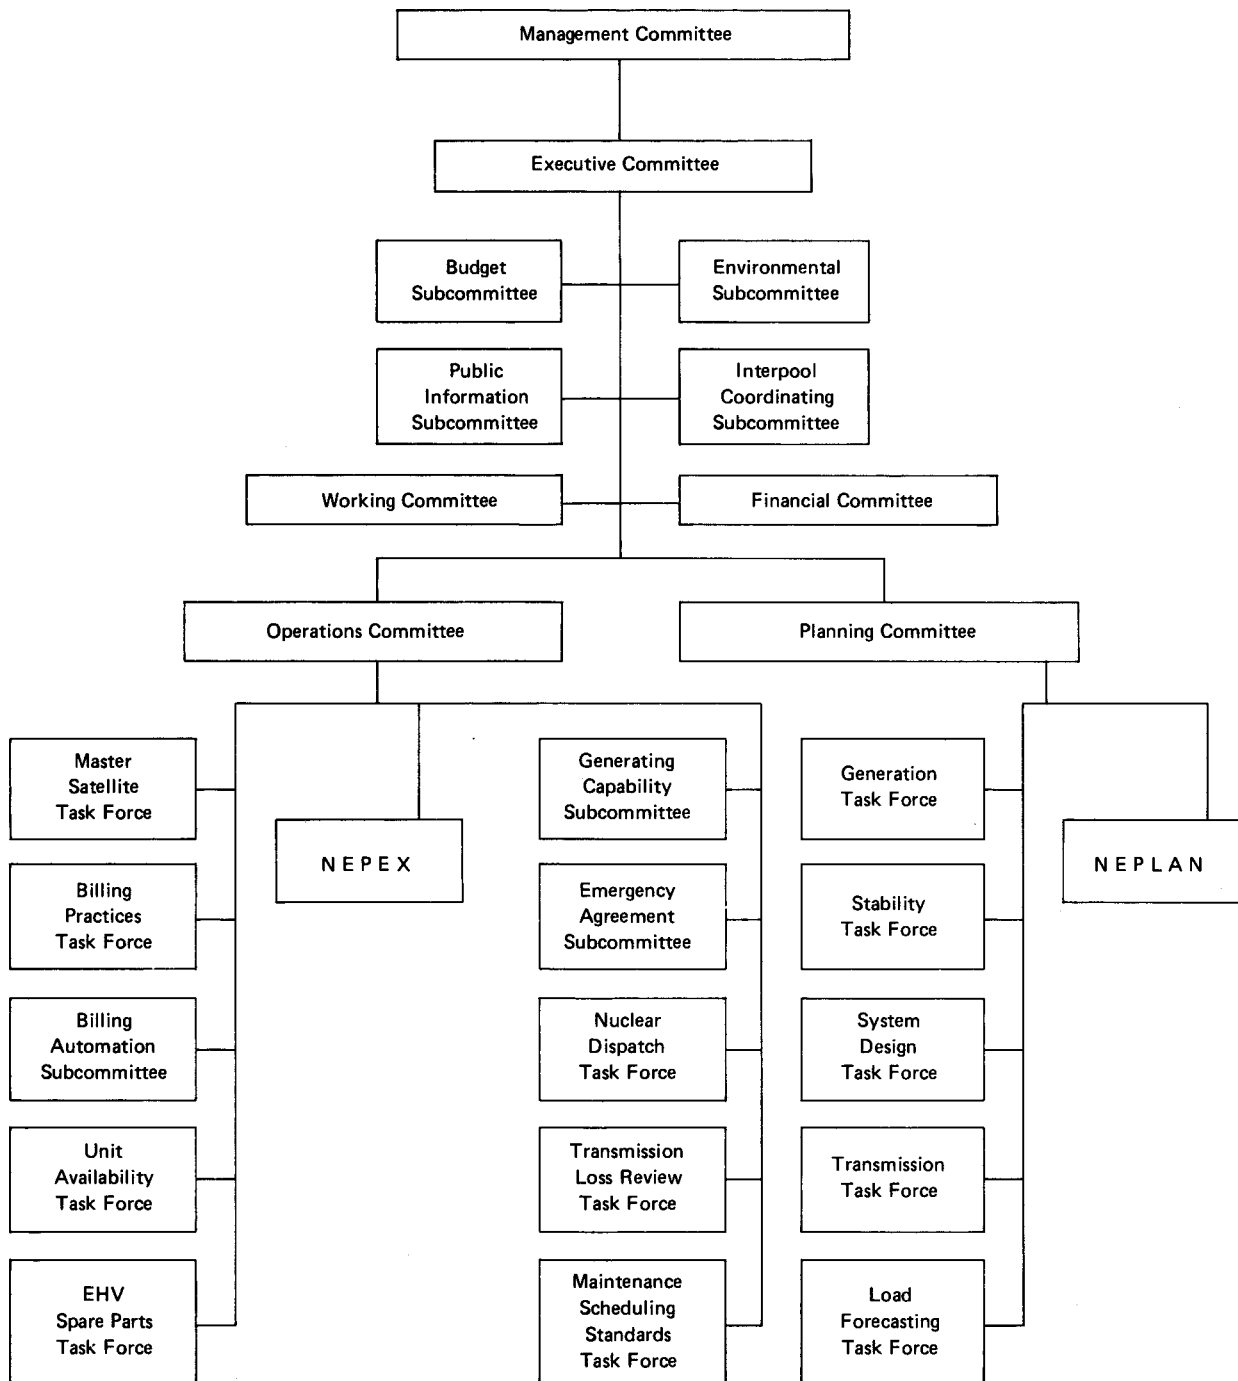 Management Committee
Executive Committee
Budget
Subcommittee
Environmental
Subcommittee
Public
Information
Subcommittee
Interpool
Coordinating
Subcommittee
Working Committee
Financial Committee
Operations Committee
Planning Committee
Master
Satellite
Task Force
NEPEX
Generating
Capability
Subcommittee
Generation
Task Force
NEPLAN
Billing
Practices
Task Force
Emergency
Agreement
Subcommittee
Stability
Task Force
Billing
Automation
Subcommittee
Nuclear
Dispatch
Task Force
System
Design
Task Force
Unit
Availability
Task Force
Transmission
Loss Review
Task Force
Transmission
Task Force
EHV
Spare Parts
Task Force
Maintenance
Scheduling
Standards
Task Force
Load
Forecasting
Task Force